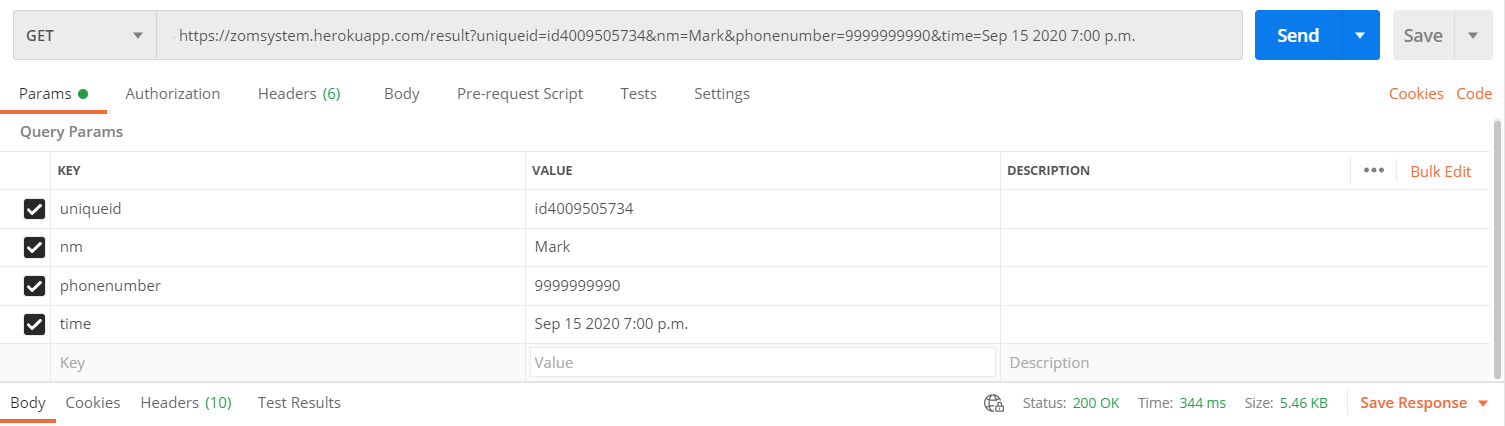 GET https://zomsystem.herokuapp.com/result?uniqueid=id4009505734&nm=Mark&phonenumber=9999999990&time=Sep 15 2020 7:00 p.m. Send Save
Params Authorization Headers (6) Body Pre-request Script Tests Settings Cookies Code
Query Params
KEY VALUE DESCRIPTION ••• Bulk Edit
uniqueid id4009505734
nm Mark
phonenumber 9999999990
time Sep 15 2020 7:00 p.m.
Key Value Description
Body Cookies Headers (10) Test Results Status: 200 OK Time: 344 ms Size: 5.46 KB Save Response